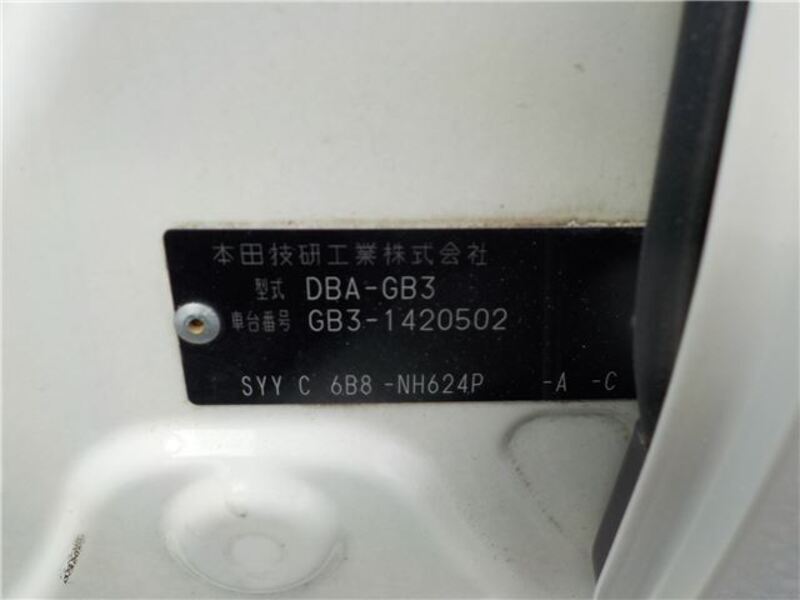 本田技研工業株式会社
型式 DBA-GB3
車台番号 GB3-1420502
SYY C 6B8 -NH624P -A -C